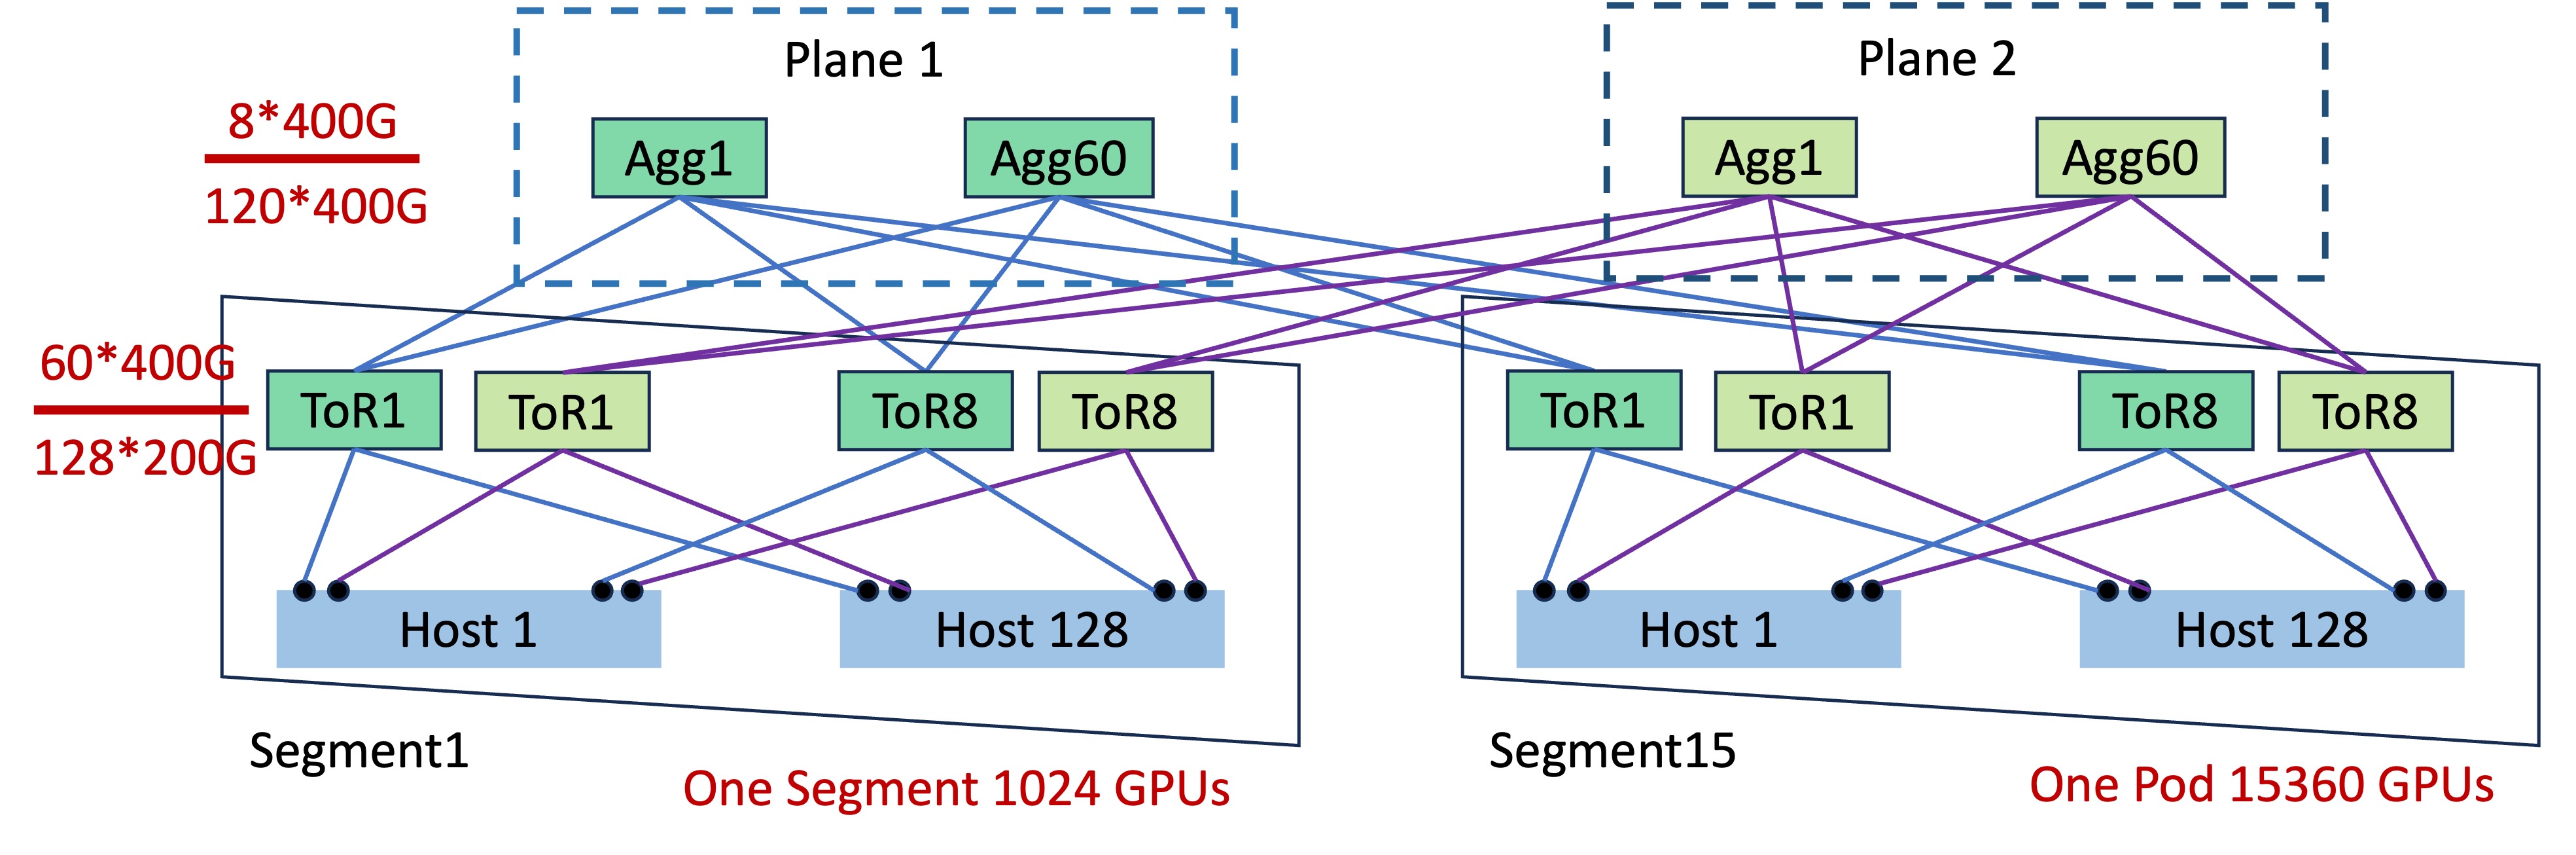 Plane 1
Plane 2
8*400G
120*400G
Agg1
Agg60
Agg1
Agg60
60*400G
128*200G
ToR1
ToR1
ToR8
ToR8
ToR1
ToR1
ToR8
ToR8
Host 1
Host 128
Host 1
Host 128
Segment1
One Segment 1024 GPUs
Segment15
One Pod 15360 GPUs